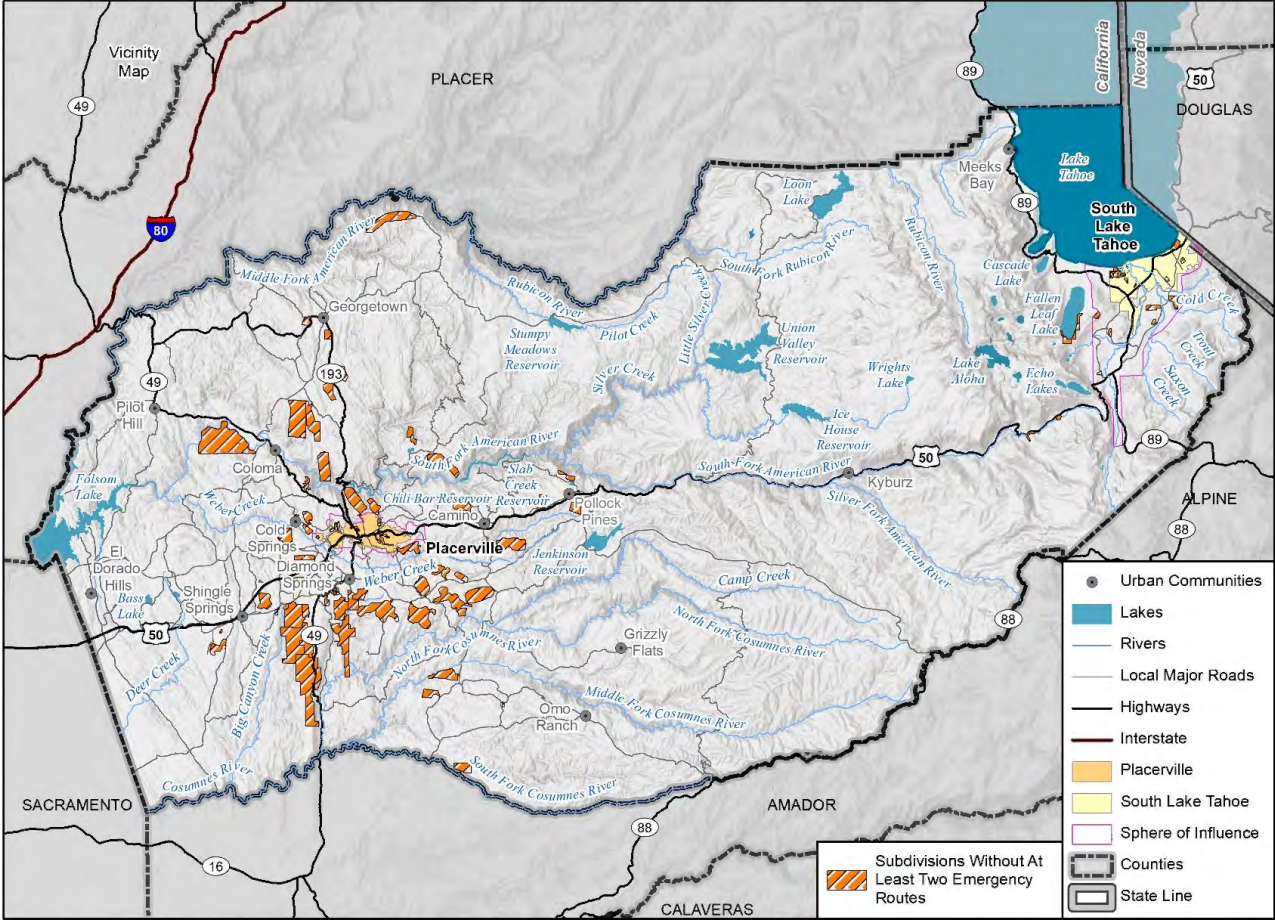 Vicinity
Map
PLACER
89
California
Nevada
50
DOUGLAS
49
80
Meeks
Bay
Lake
Tahoe
89
South
Lake
Tahoe
Loon
Lake
Rubicon River
South Fork Rubicon River
Cascade
Lake
Fallen
Leaf
Lake
Cold Creek
Trout
Creek
Saxon
Creek
Middle Fork American River
Rubicon River
Pilot Creek
Little Silver Creek
Georgetown
Stumpy
Meadows
Reservoir
Union
Valley
Reservoir
Silver Creek
Wrights
Lake
Lake
Aloha
Echo
Lakes
193
49
Pilot
Hill
Ice
House
Reservoir
89
South Fork American River
Coloma
Slab
Creek
Reservoir
South Fork American River
50
Kyburz
Folsom
Lake
Weber Creek
Chili Bar Reservoir
Camino
Pollock
Pines
Silver Fork American River
ALPINE
88
Cold
Springs
Placerville
El
Dorado
Hills
Diamond
Springs
Weber Creek
Jenkinson
Reservoir
Camp Creek
Bass
Lake
Shingle
Springs
50
49
North Fork Cosumnes River
North Fork Cosumnes River
Grizzly
Flats
88
Deer Creek
Big Canyon Creek
Middle Fork Cosumnes River
Omo
Ranch
Cosumnes River
South Fork Cosumnes River
SACRAMENTO
AMADOR
88
16
CALAVERAS
Subdivisions Without At
Least Two Emergency
Routes
Urban Communities
Lakes
Rivers
Local Major Roads
Highways
Interstate
Placerville
South Lake Tahoe
Sphere of Influence
Counties
State Line